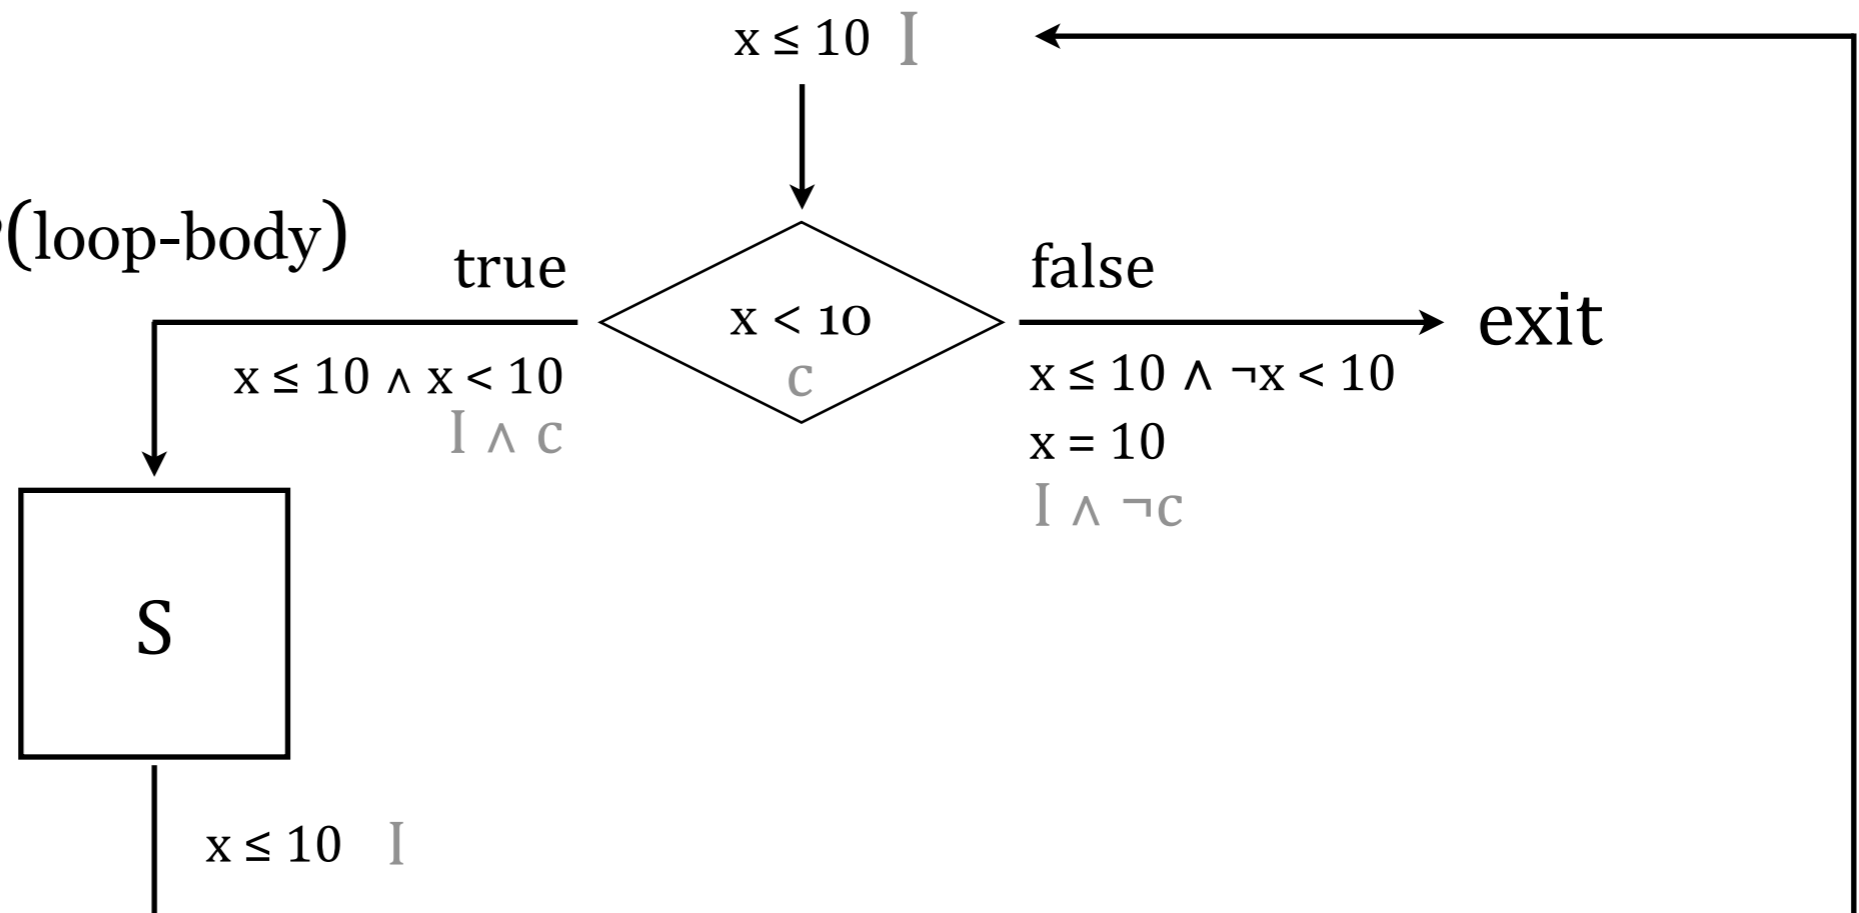 x ≤ 10 I
(loop-body)
true
false
x < 10
c
exit
x ≤ 10 ∧ x < 10
I ∧ c
x ≤ 10 ∧ ¬x < 10
x = 10
I ∧ ¬c
S
x ≤ 10 I